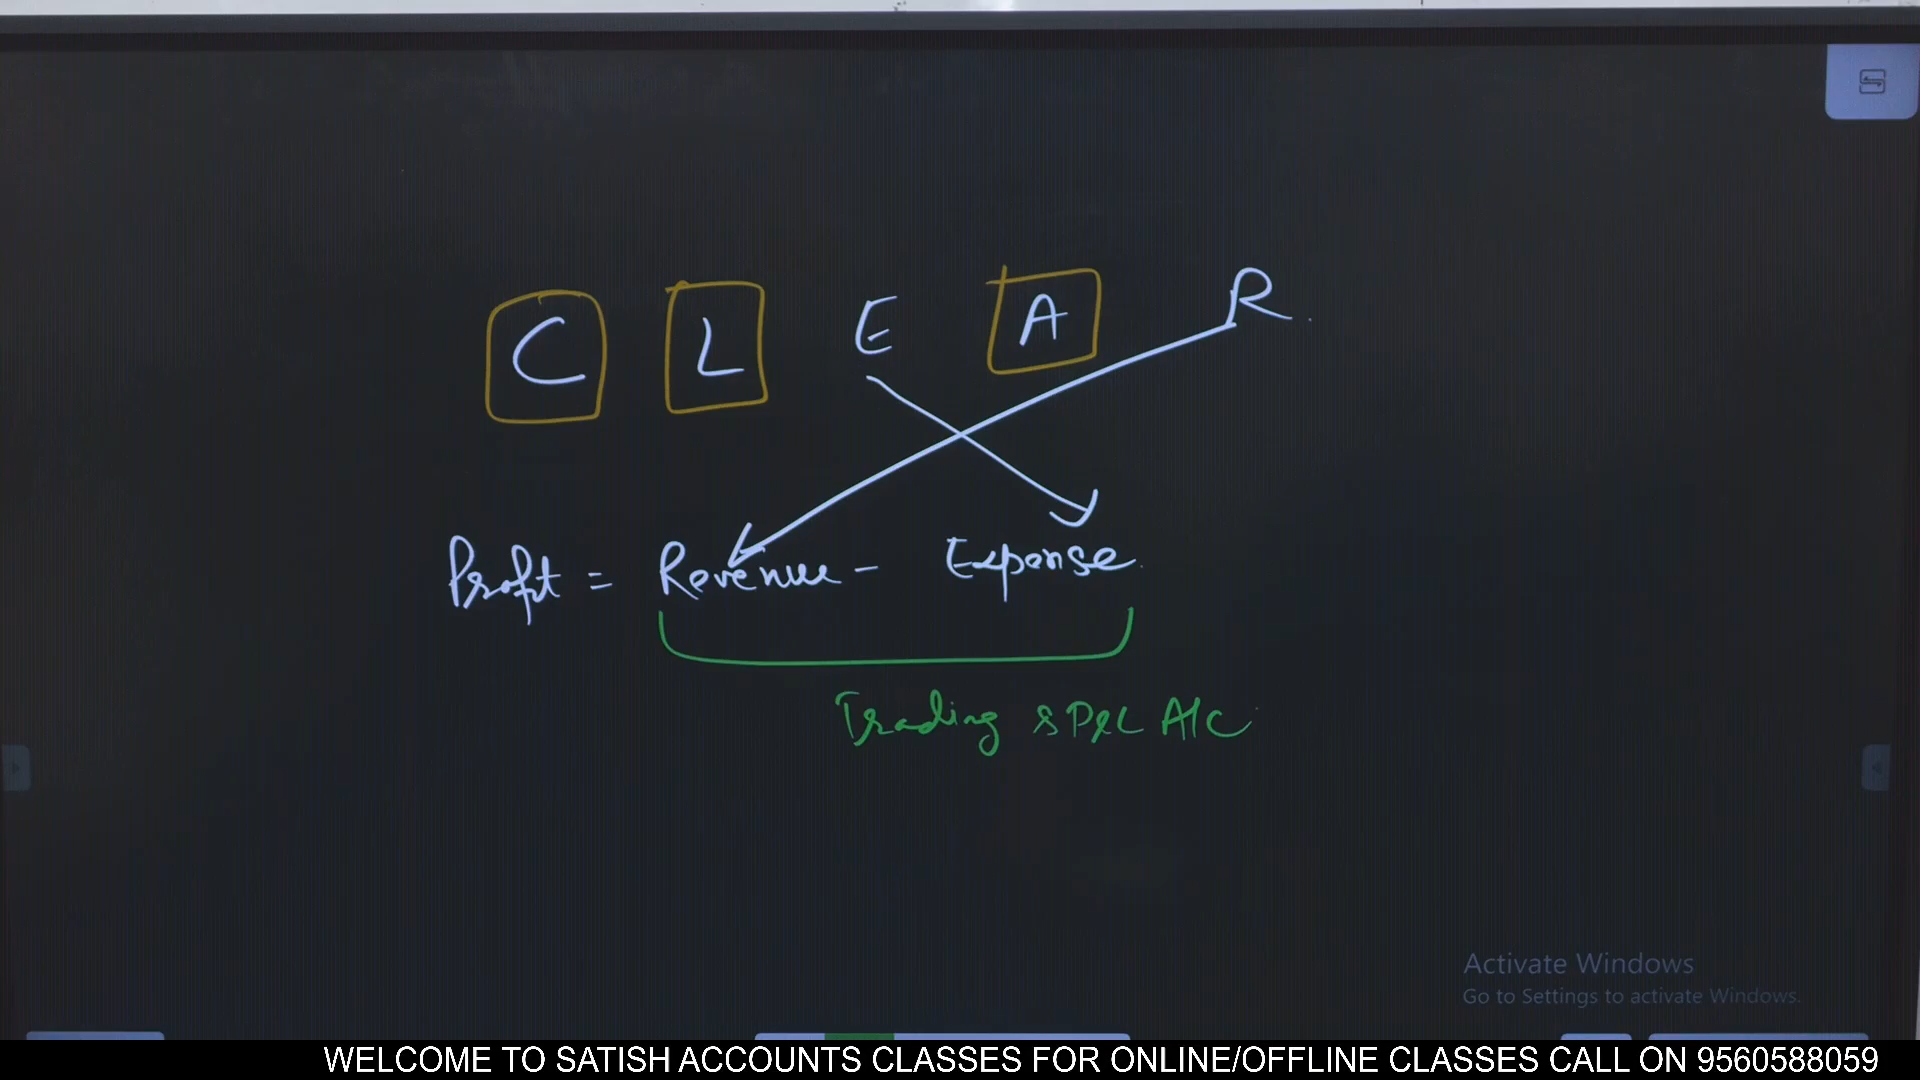 C L E A R.
Profit = Revenue - Expense
Trading & P&L A/C
Activate Windows
Go to Settings to activate Windows.
WELCOME TO SATISH ACCOUNTS CLASSES FOR ONLINE/OFFLINE CLASSES CALL ON 9560588059